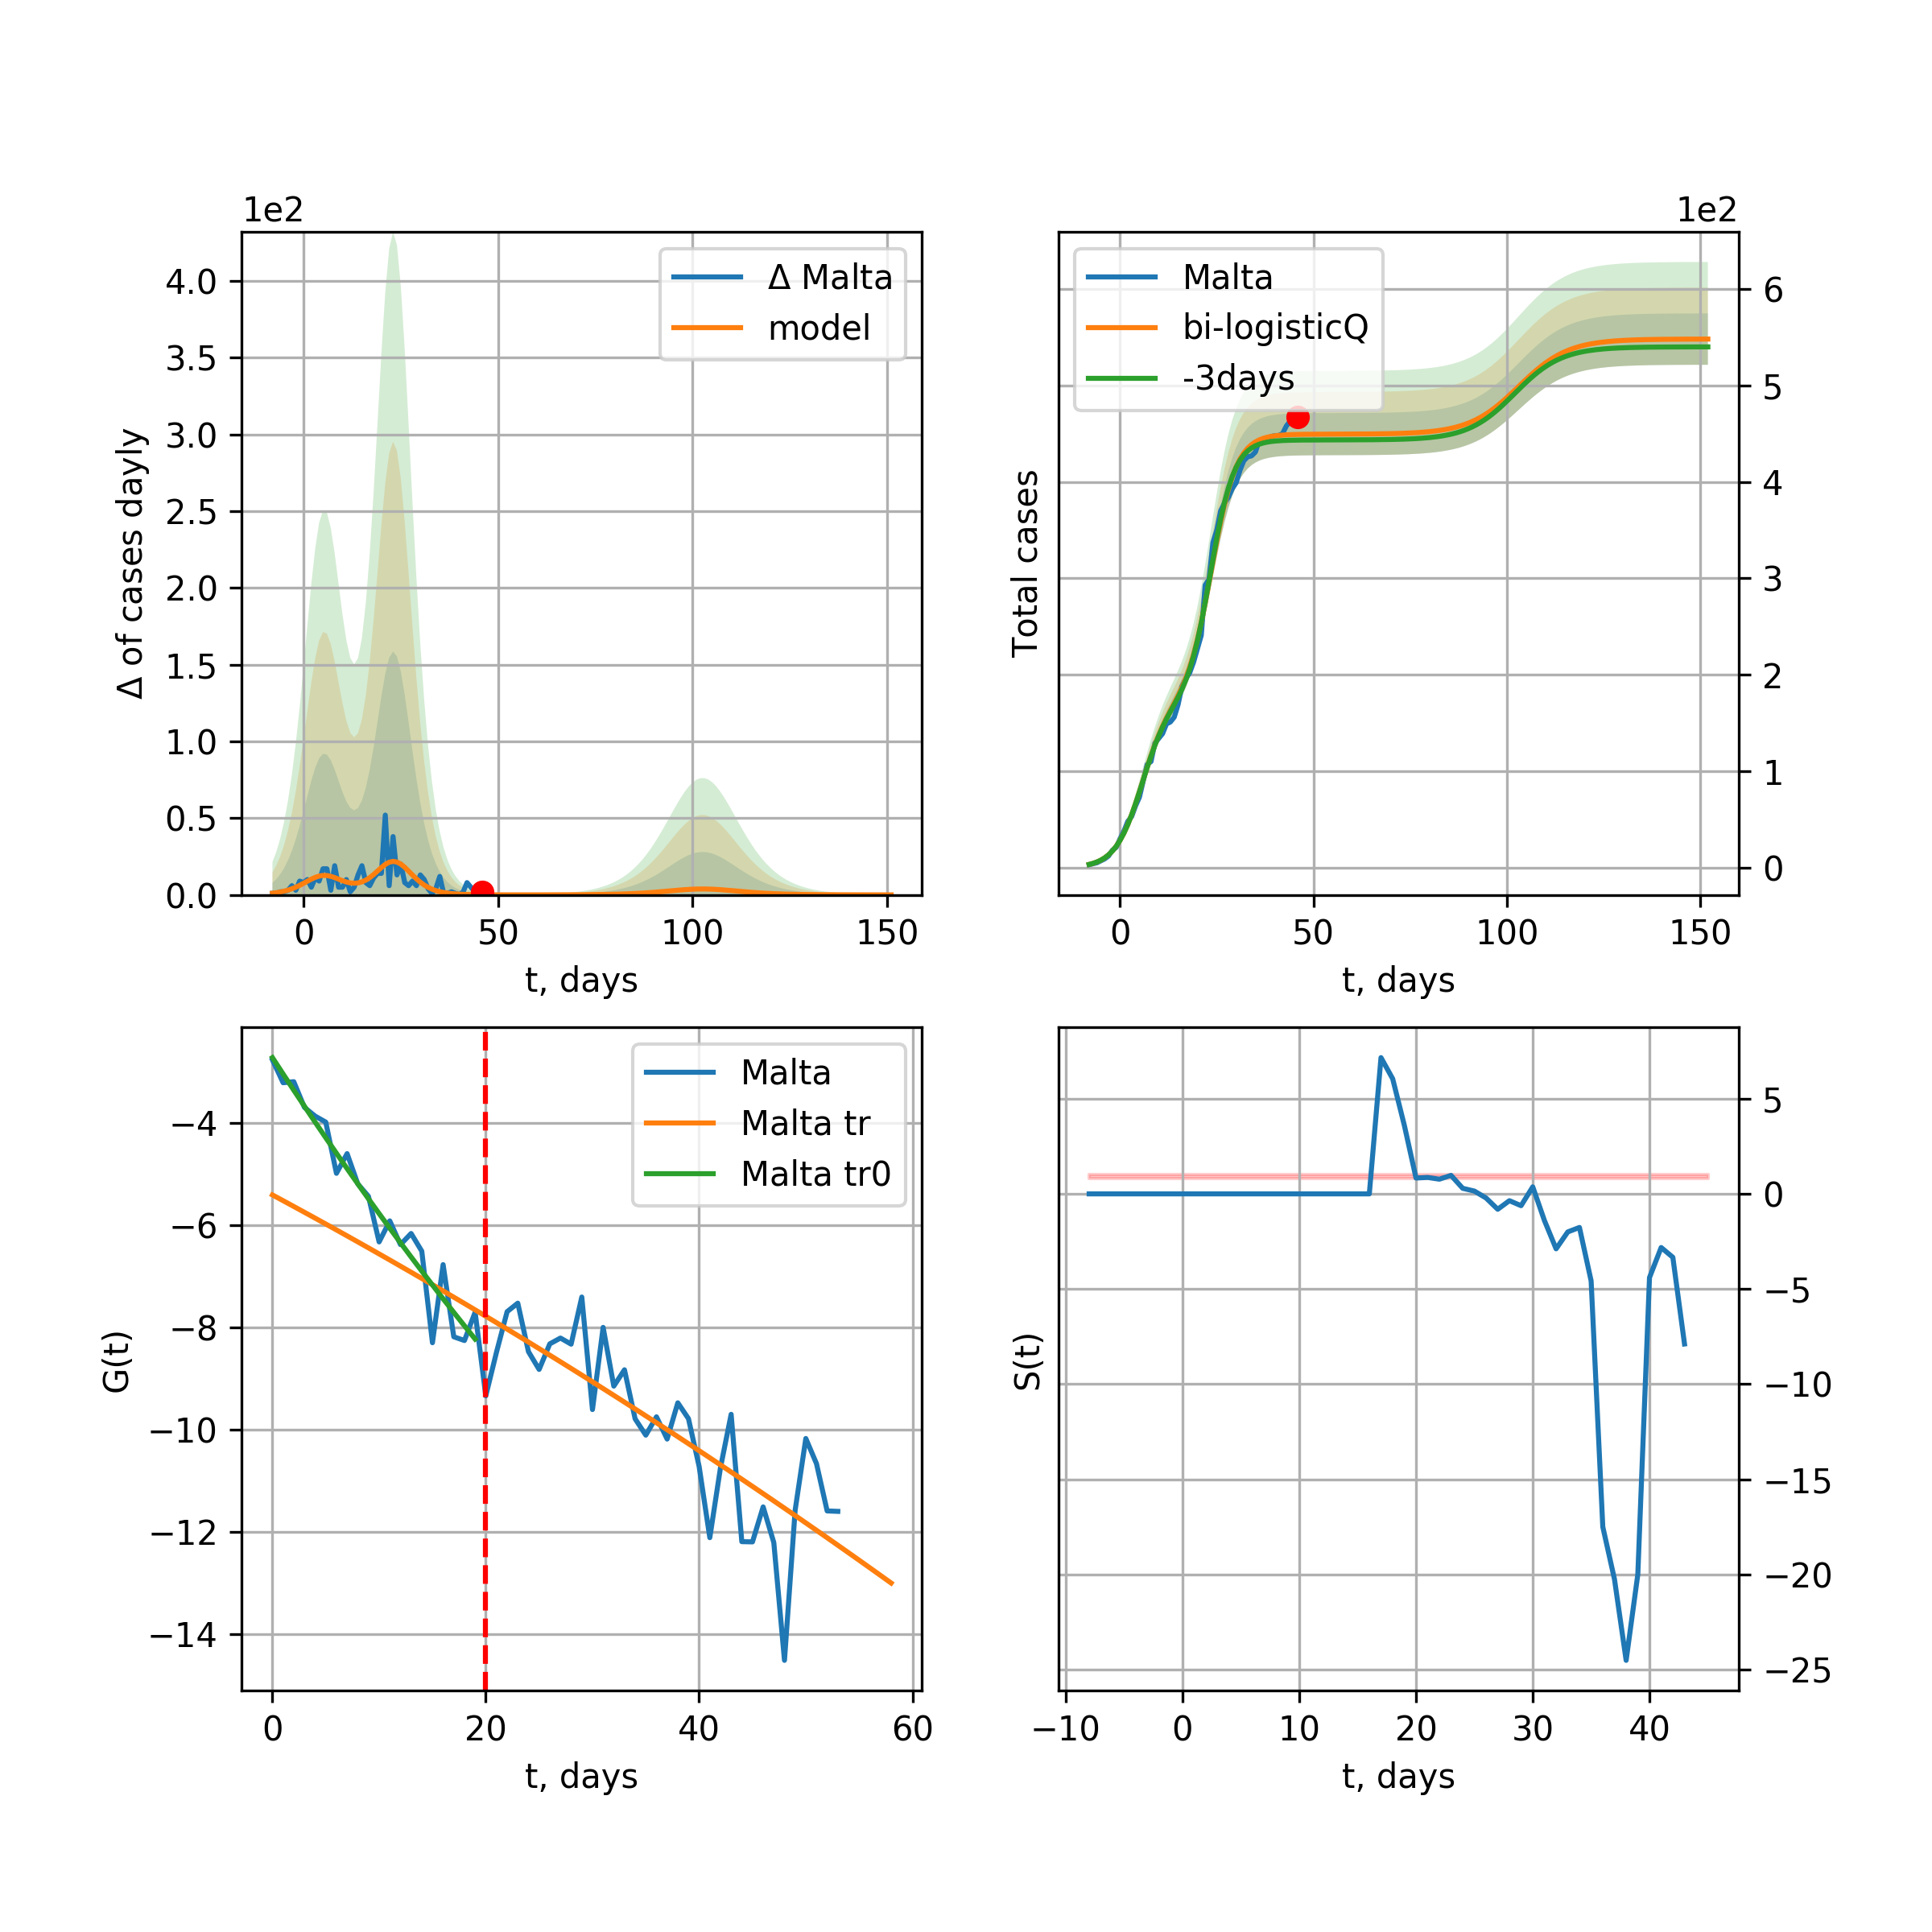 1e2
Δ of cases dayly
4.0
3.5
3.0
2.5
2.0
1.5
1.0
0.5
0.0
Δ Malta
model
0 50 100 150
t, days
1e2
Total cases
Malta
bi-logisticQ
-3days
6
5
4
3
2
1
0
0 50 100 150
t, days
G(t)
−4
−6
−8
−10
−12
−14
Malta
Malta tr
Malta tr0
0 20 40 60
t, days
S(t)
5
0
−5
−10
−15
−20
−25
−10 0 10 20 30 40
t, days